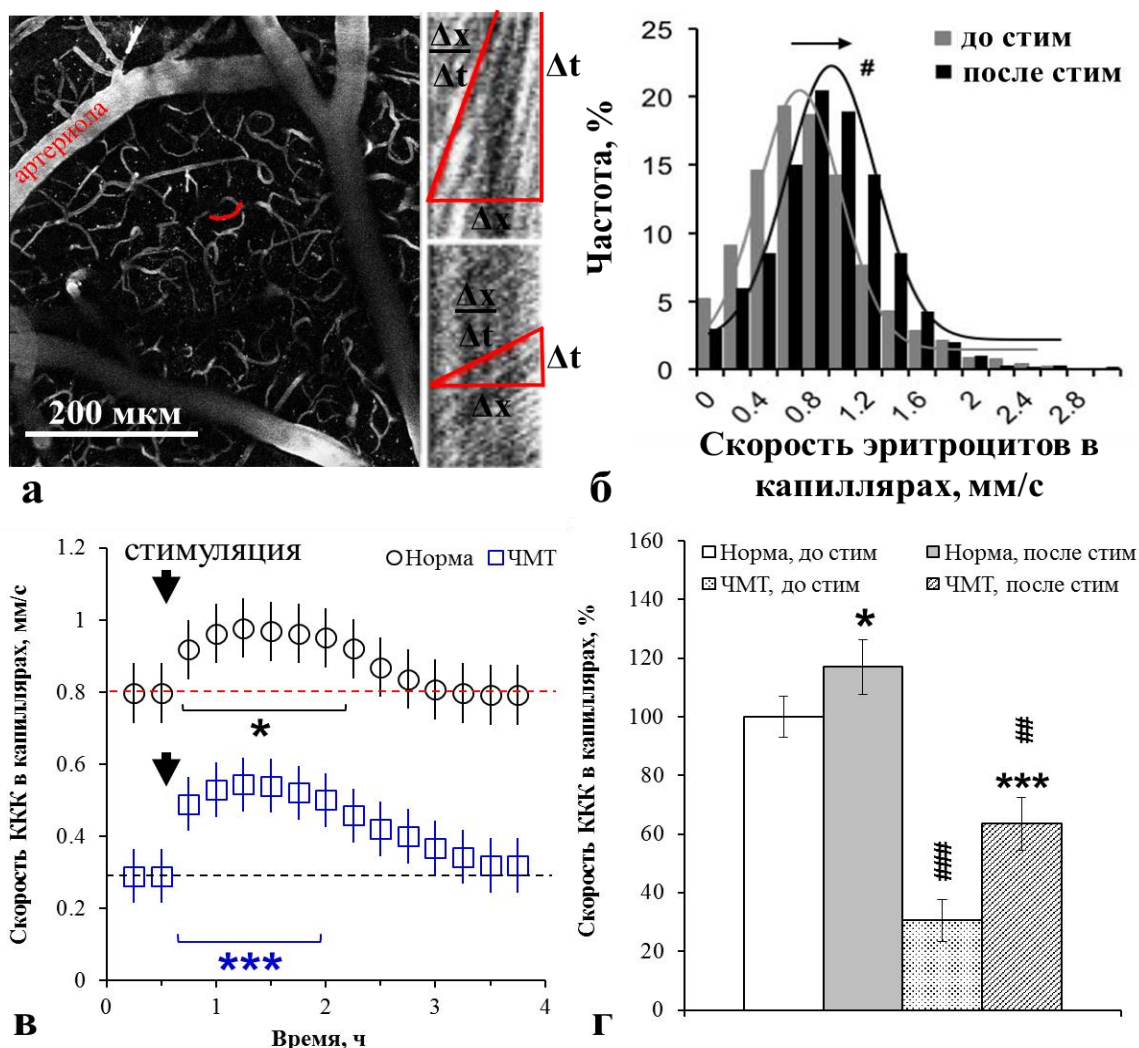 артериола
200 мкм
а
Δx
Δt
Δt
Δx
Δx
Δt
Δt
Δx
Частота, %
25
20
15
10
5
0
до стим
после стим
#
0
0.4
0.8
1.2
1.6
2
2.4
2.8
Скорость эритроцитов в
капиллярах, мм/с
б
Скорость ККК в капиллярах, мм/с
1.2
1
0.8
0.6
0.4
0.2
0
стимуляция
Норма
ЧМТ
*
***
0
1
2
3
4
Время, ч
в
Скорость ККК в капиллярах, %
160
140
120
100
80
60
40
20
0
Норма, до стим
Норма, после стим
ЧМТ, до стим
ЧМТ, после стим
*
###
##
***
г